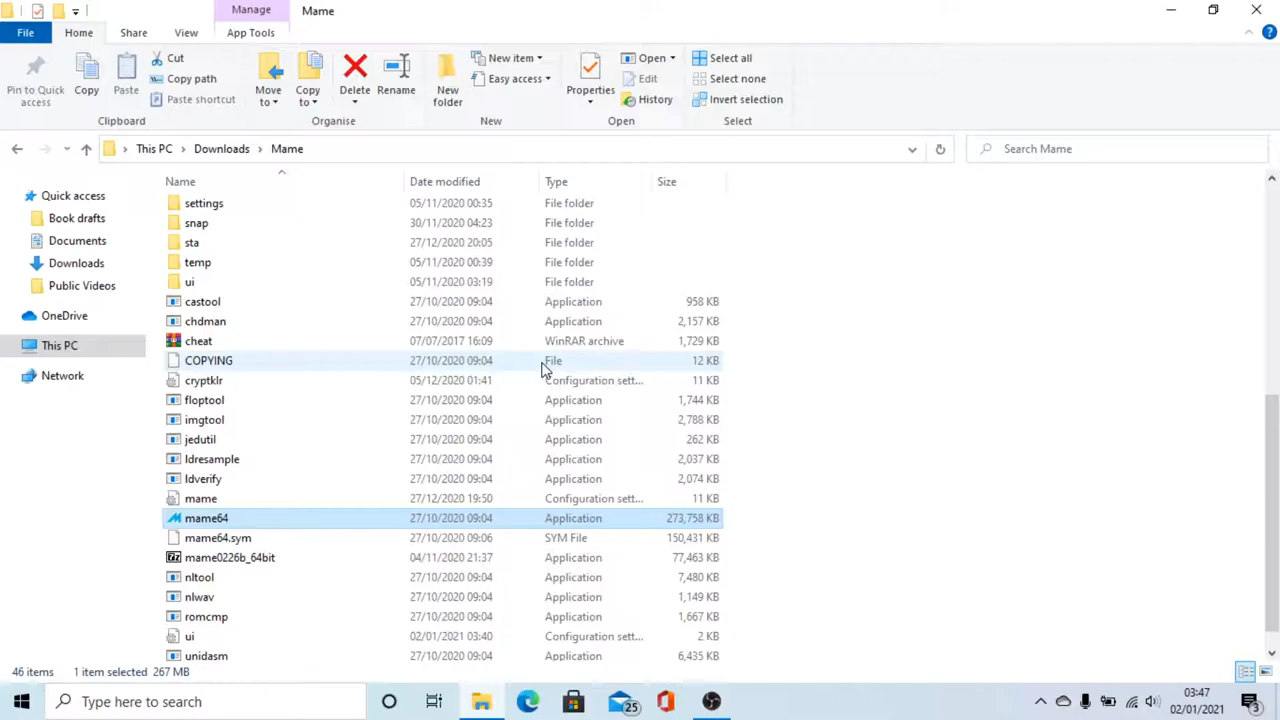 Manage
Mame
File
Home
Share
View
App Tools
Pin to Quick access
Copy
Paste
Cut
Copy path
Paste shortcut
Clipboard
Move to
Copy to
Delete
Rename
Organise
New folder
New item
Easy access
New
Properties
Open
Edit
History
Open
Select all
Select none
Invert selection
Select
This PC > Downloads > Mame
Search Mame
Quick access
Book drafts
Documents
Downloads
Public Videos
OneDrive
This PC
Network
Name Date modified Type Size
settings 05/11/2020 00:35 File folder
snap 30/11/2020 04:23 File folder
sta 27/12/2020 20:05 File folder
temp 05/11/2020 00:39 File folder
ui 05/11/2020 03:19 File folder
castool 27/10/2020 09:04 Application 958 KB
chdman 27/10/2020 09:04 Application 2,157 KB
cheat 07/07/2017 16:09 WinRAR archive 1,729 KB
COPYING 27/10/2020 09:04 File 12 KB
cryptklr 05/12/2020 01:41 Configuration sett... 11 KB
floptool 27/10/2020 09:04 Application 1,744 KB
imgtool 27/10/2020 09:04 Application 2,788 KB
jedutil 27/10/2020 09:04 Application 262 KB
ldresample 27/10/2020 09:04 Application 2,037 KB
ldverify 27/10/2020 09:04 Application 2,074 KB
mame 27/12/2020 19:50 Configuration sett... 11 KB
mame64 27/10/2020 09:04 Application 273,758 KB
mame64.sym 27/10/2020 09:06 SYM File 150,431 KB
mame0226b_64bit 04/11/2020 21:37 Application 77,463 KB
nltool 27/10/2020 09:04 Application 7,480 KB
nlwav 27/10/2020 09:04 Application 1,149 KB
romcmp 27/10/2020 09:04 Application 1,667 KB
ui 02/01/2021 03:40 Configuration sett... 2 KB
unidasm 27/10/2020 09:04 Application 6,435 KB
46 items 1 item selected 267 MB
Type here to search
25
03:47
02/01/2021
3